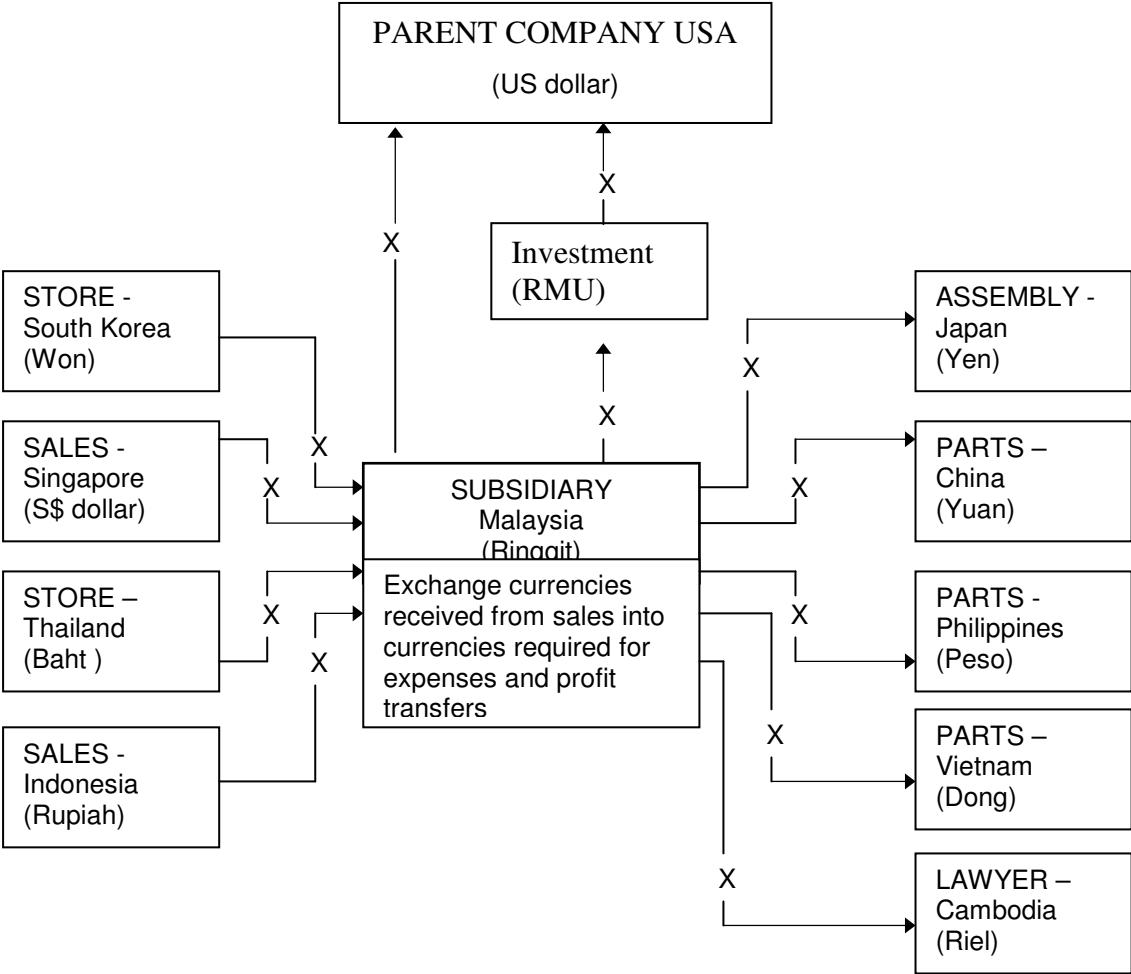 PARENT COMPANY USA
(US dollar)
X
X
Investment
(RMU)
STORE -
South Korea
(Won)
X
SALES -
Singapore
(S$ dollar)
X
STORE –
Thailand
(Baht )
X
SALES -
Indonesia
(Rupiah)
X
X
SUBSIDIARY
Malaysia
(Ringgit)
Exchange currencies
received from sales into
currencies required for
expenses and profit
transfers
X
ASSEMBLY -
Japan
(Yen)
X
PARTS –
China
(Yuan)
X
PARTS -
Philippines
(Peso)
X
PARTS –
Vietnam
(Dong)
X
LAWYER –
Cambodia
(Riel)